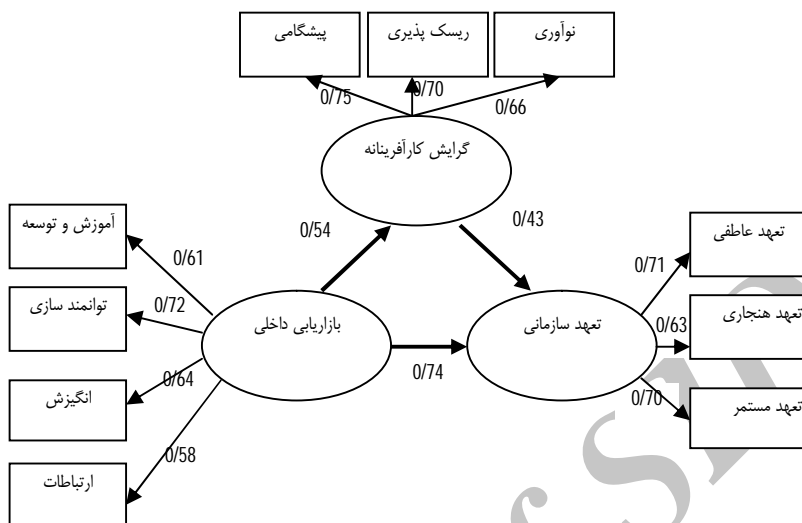 پیشگامی
ریسک پذیری
نوآوری
0/75
0/70
0/66
گرایش کارآفرینانه
0/54
0/43
آموزش و توسعه
توانمند سازی
انگیزش
ارتباطات
0/61
0/72
0/64
0/58
بازاریابی داخلی
0/74
تعهد سازمانی
0/71
0/63
0/70
تعهد عاطفی
تعهد هنجاری
تعهد مستمر